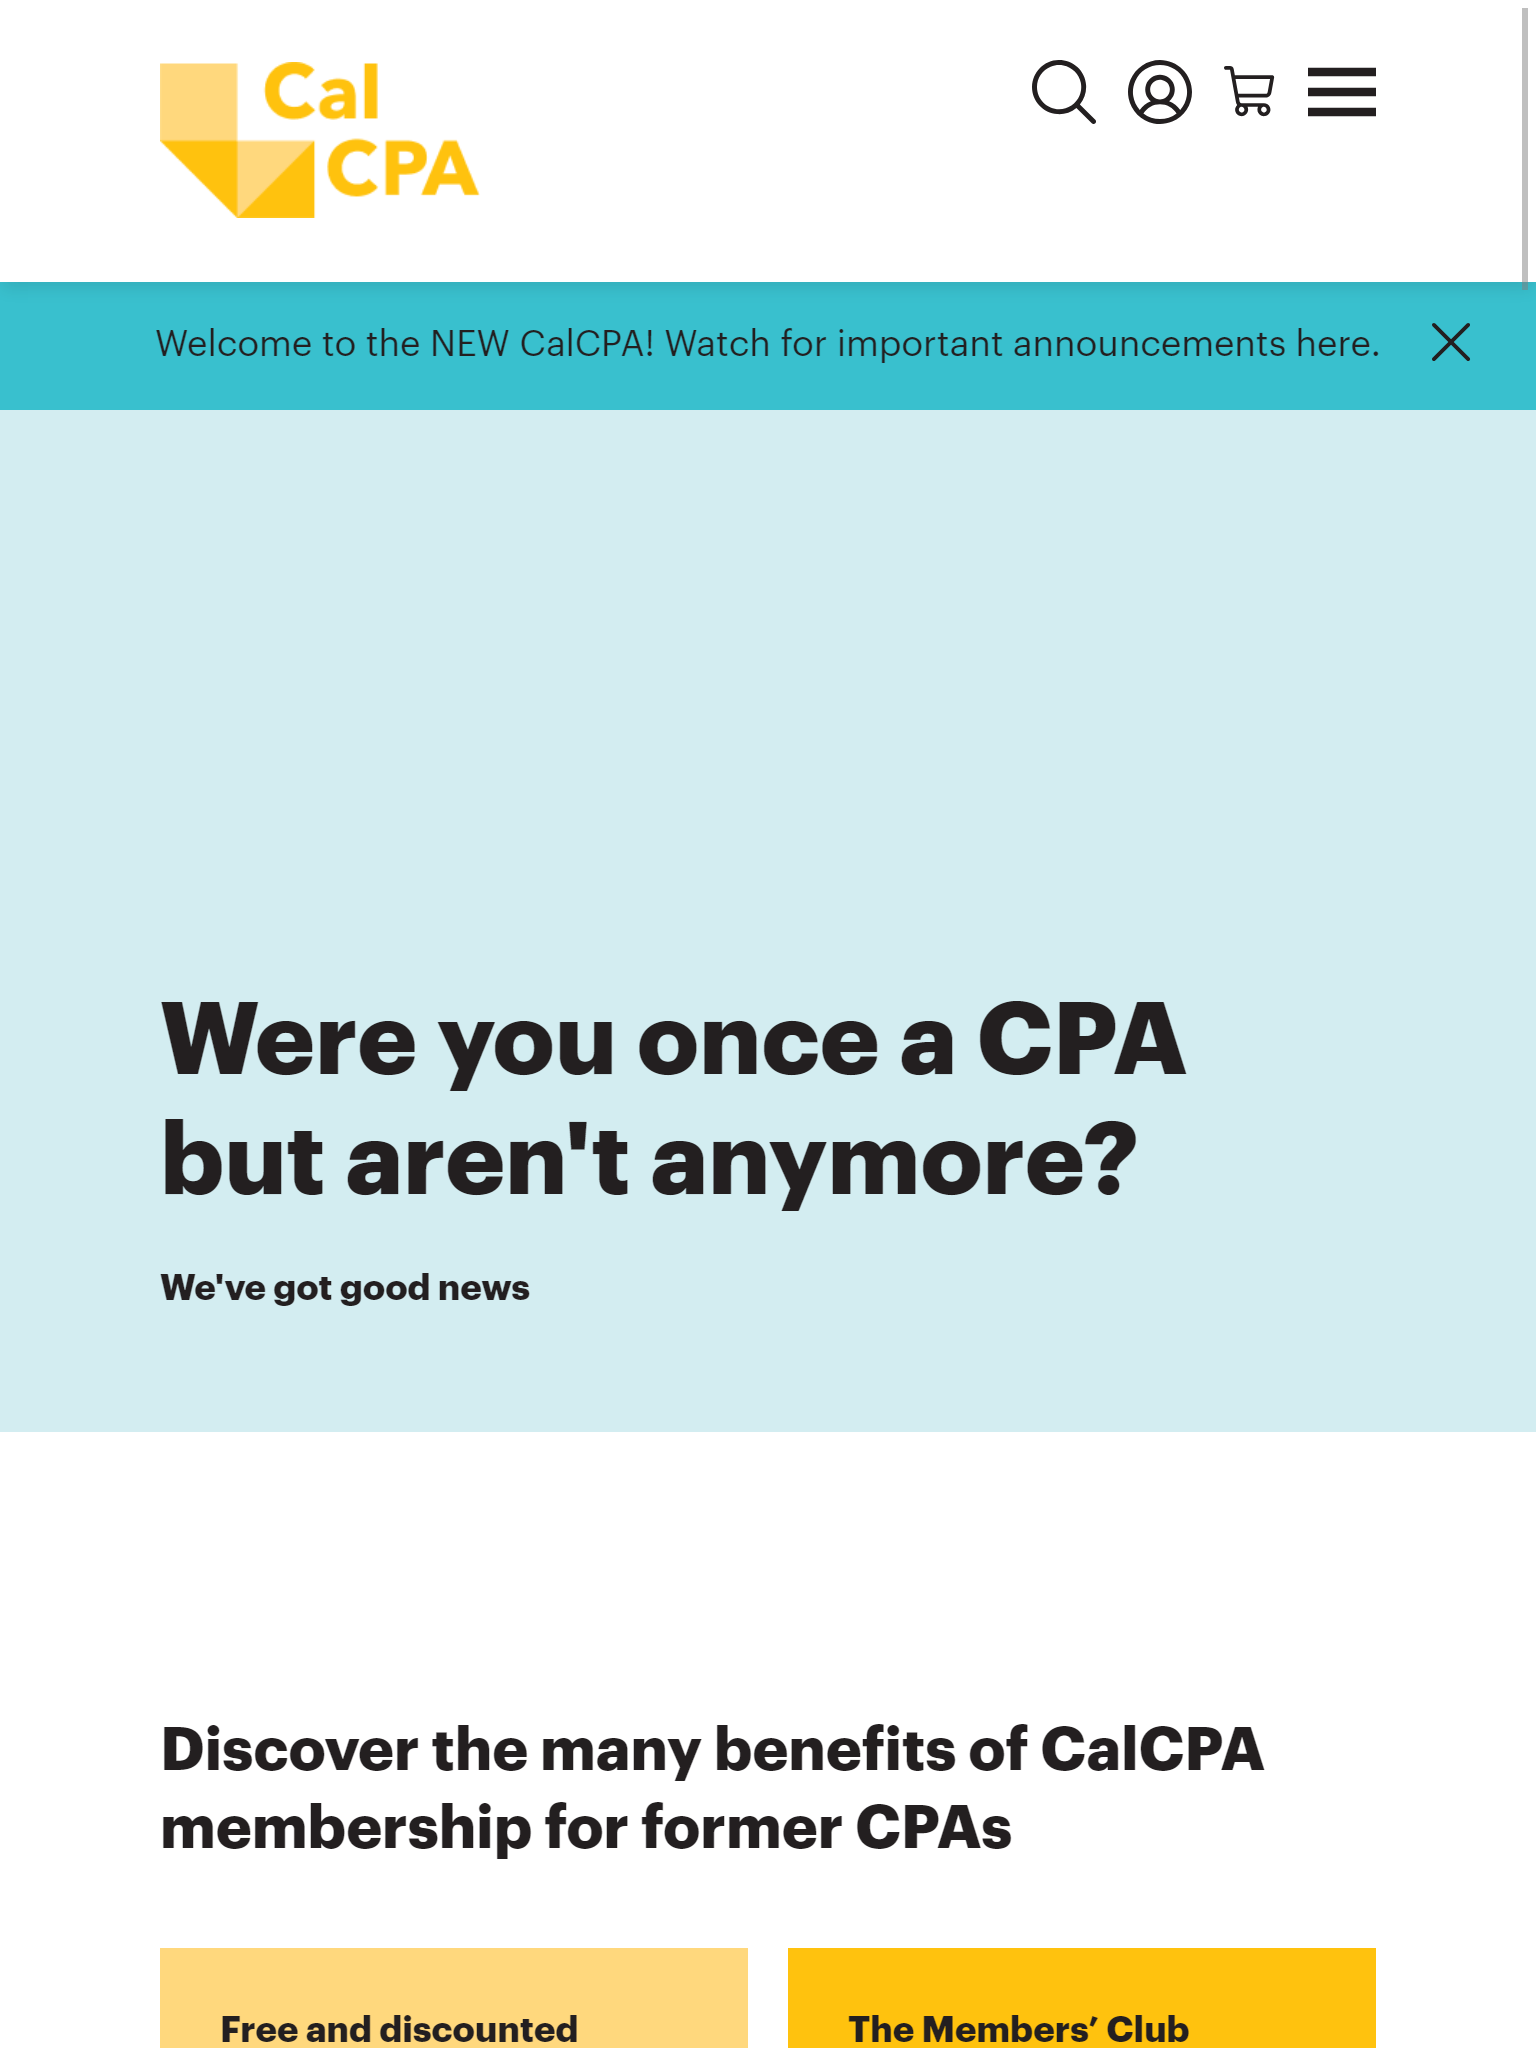 Cal
CPA
Welcome to the NEW CalCPA! Watch for important announcements here.
Were you once a CPA
but aren't anymore?
We've got good news
Discover the many benefits of CalCPA
membership for former CPAs
Free and discounted
The Members’ Club